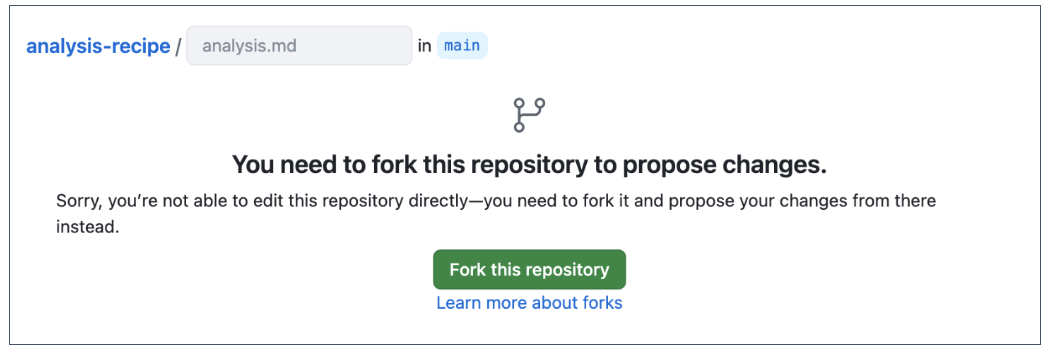 analysis-recipe / analysis.md in main
You need to fork this repository to propose changes.
Sorry, you’re not able to edit this repository directly—you need to fork it and propose your changes from there
instead.
Fork this repository
Learn more about forks